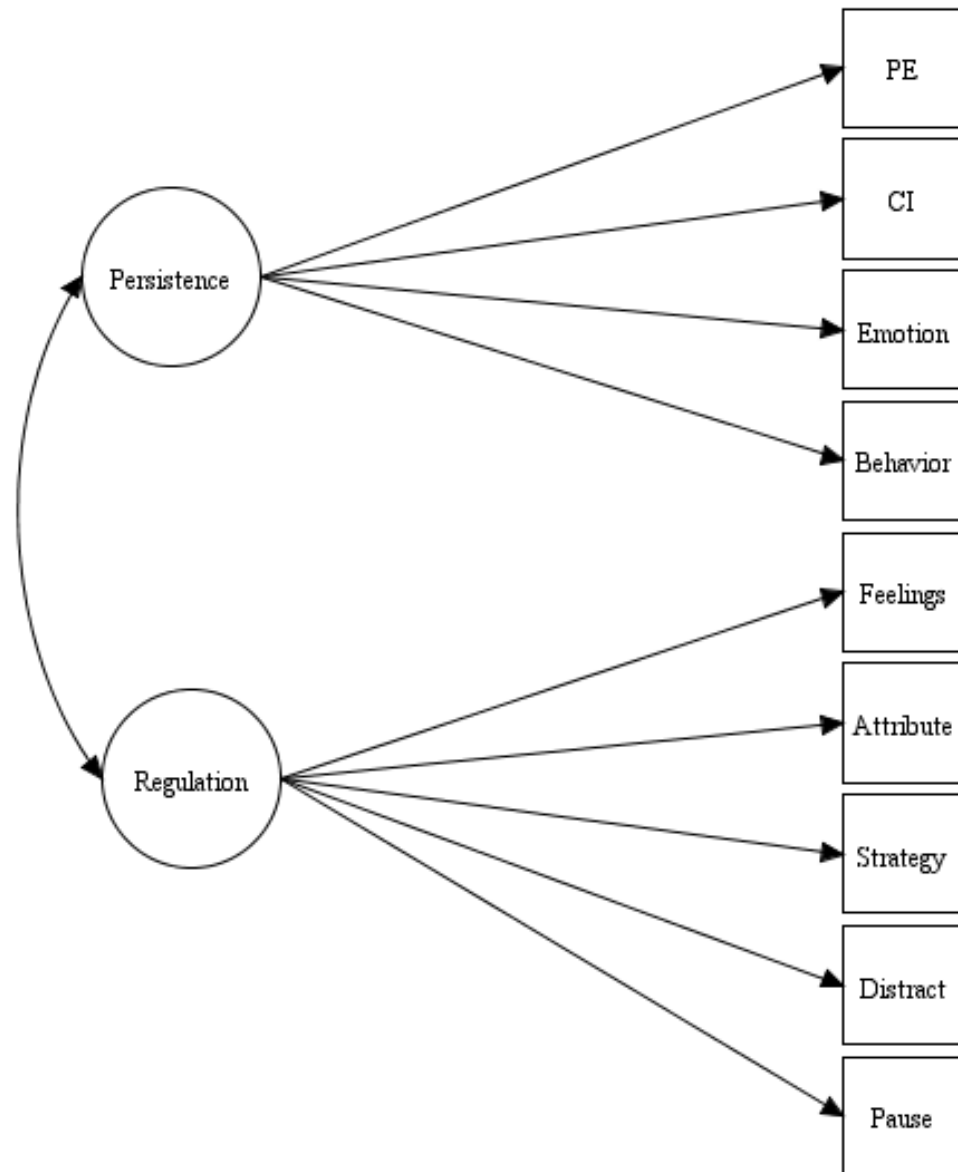 PE
CI
Persistence
Emotion
Behavior
Feelings
Attribute
Regulation
Strategy
Distract
Pause